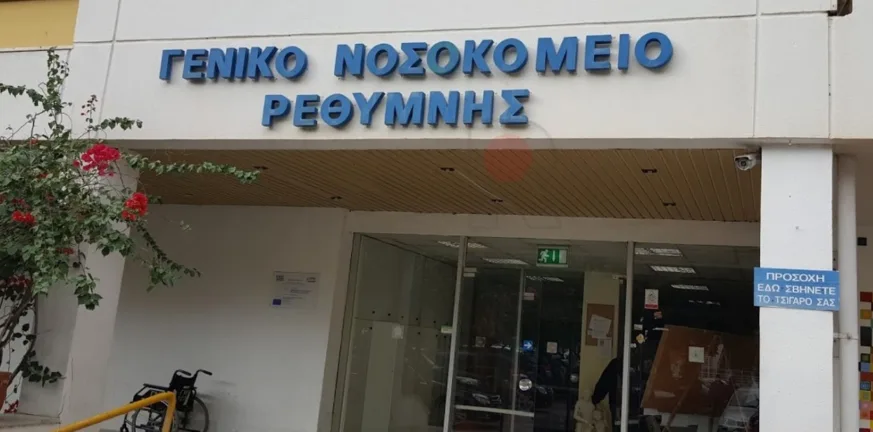 ΓΕΝΙΚΟ ΝΟΣΟΚΟΜΕΙΟ
ΡΕΘΥΜΝΗΣ
ΠΡΟΣΟΧΗ
ΕΔΩ ΣΒΗΝΕΤΕ
ΤΟ ΤΣΙΓΑΡΟ ΣΑΣ